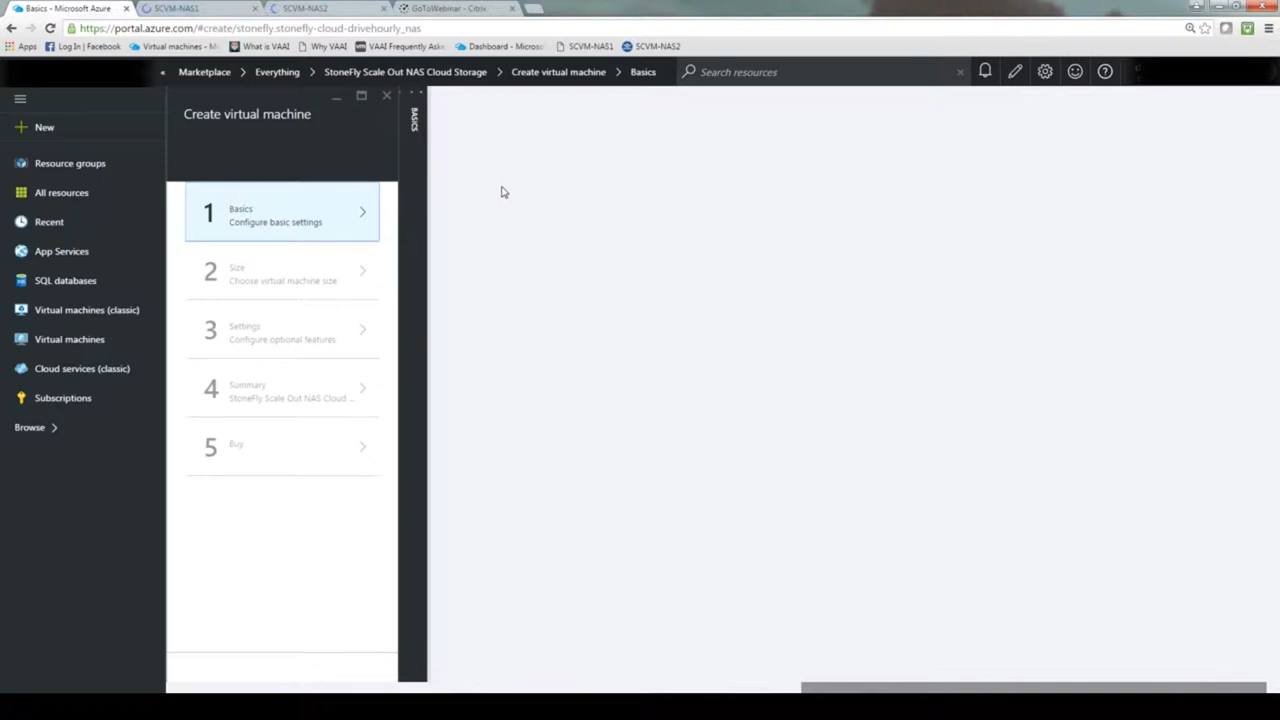 Basics - Microsoft Azure
SCVM-NAS1
SCVM-NAS2
GoToWebinar - Citrix
https://portal.azure.com/#create/stonefly.stonefly-cloud-drivehourly_nas
Apps
Log In | Facebook
Virtual machines - M
What is VAAI
Why VAAI
VAAI Frequently Aske
Dashboard - Microso
SCVM-NAS1
SCVM-NAS2
Marketplace
Everything
StoneFly Scale Out NAS Cloud Storage
Create virtual machine
Basics
Search resources
New
Resource groups
All resources
Recent
App Services
SQL databases
Virtual machines (classic)
Virtual machines
Cloud services (classic)
Subscriptions
Browse
Create virtual machine
BASICS
1
Basics
Configure basic settings
2
Size
Choose virtual machine size
3
Settings
Configure optional features
4
Summary
StoneFly Scale Out NAS Cloud ...
5
Buy